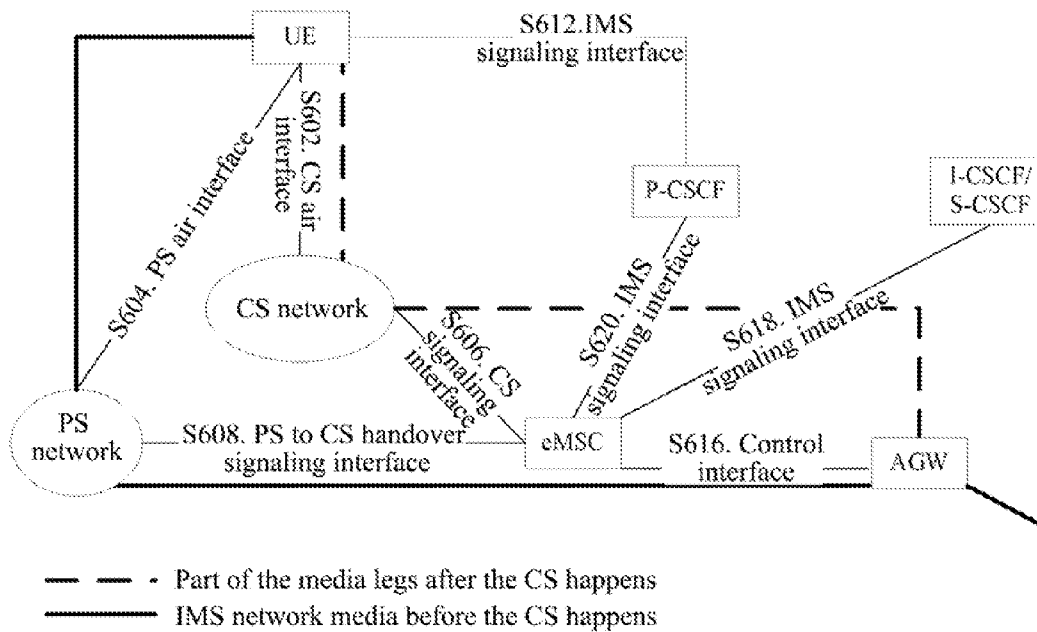 UE
S612.IMS
signaling interface
S602. CS air
interface
S604. PS air interface
P-CSCF
I-CSCF/
S-CSCF
CS network
S606. CS
signaling
interface
S620. IMS
signaling interface
S618. IMS
signaling interface
PS
network
S608. PS to CS handover
signaling interface
eMSC
S616. Control
interface
AGW
Part of the media legs after the CS happens
IMS network media before the CS happens